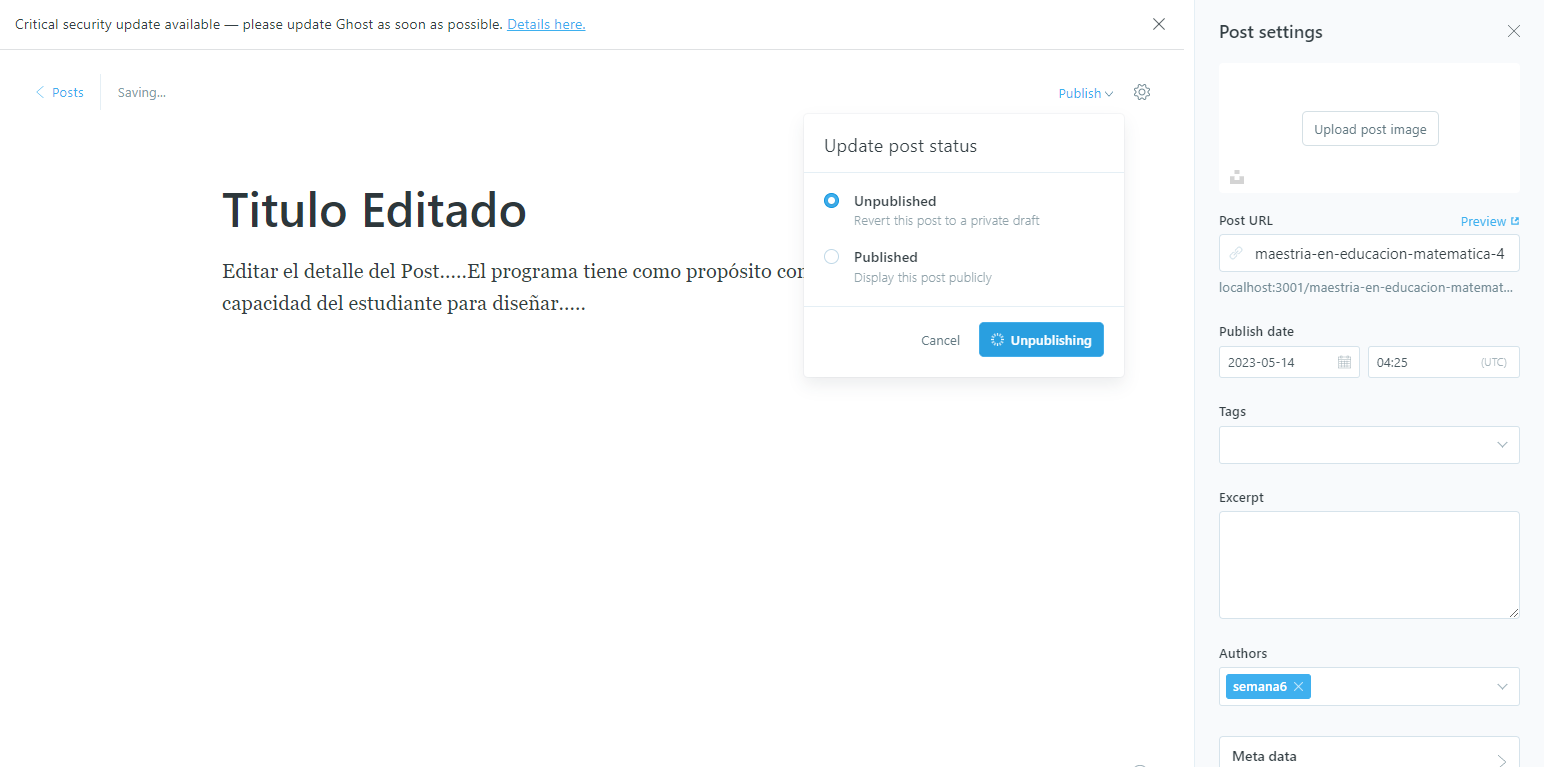 Critical security update available — please update Ghost as soon as possible. Details here.
Posts
Saving...
Publish
Update post status
Unpublished
Revert this post to a private draft
Published
Display this post publicly
Cancel
Unpublishing
Titulo Editado
Editar el detalle del Post.....El programa tiene como propósito
capacidad del estudiante para diseñar.....
Post settings
Upload post image
Post URL
Preview
maestria-en-educacion-matematica-4
localhost:3001/maestria-en-educacion-matemat...
Publish date
2023-05-14
04:25
(UTC)
Tags
Excerpt
Authors
semana6
Meta data